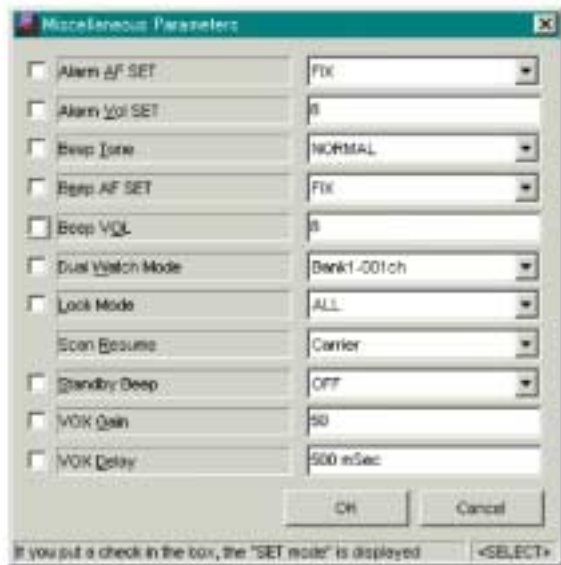 Miscellaneous Parameters
Alarm AF SET FIX
Alarm Vol SET 8
Beep Tone NORMAL
Beep AF SET FIX
Beep VOL 8
Dual Watch Mode Bank1-001ch
Lock Mode ALL
Scan Resume Carrier
Standby Beep OFF
VOX Gain 50
VOX Delay 500 mSec
OK Cancel
If you put a check in the box, the "SET mode" is displayed <SELECT>